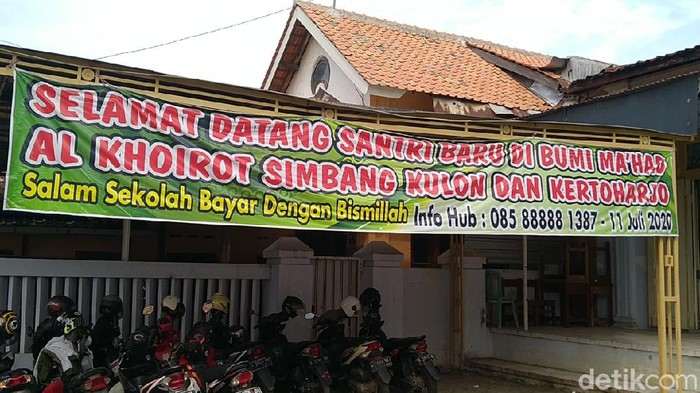 SELAMAT DATANG SANTRI BARU DI BUMI MA'HAD
AL KHOIROT SIMBANG KULON DAN KERTOHARJO
Salam Sekolah Bayar Dengan Bismillah Info Hub : 085 88888 1387 - 11 Juli 2020
detikcom